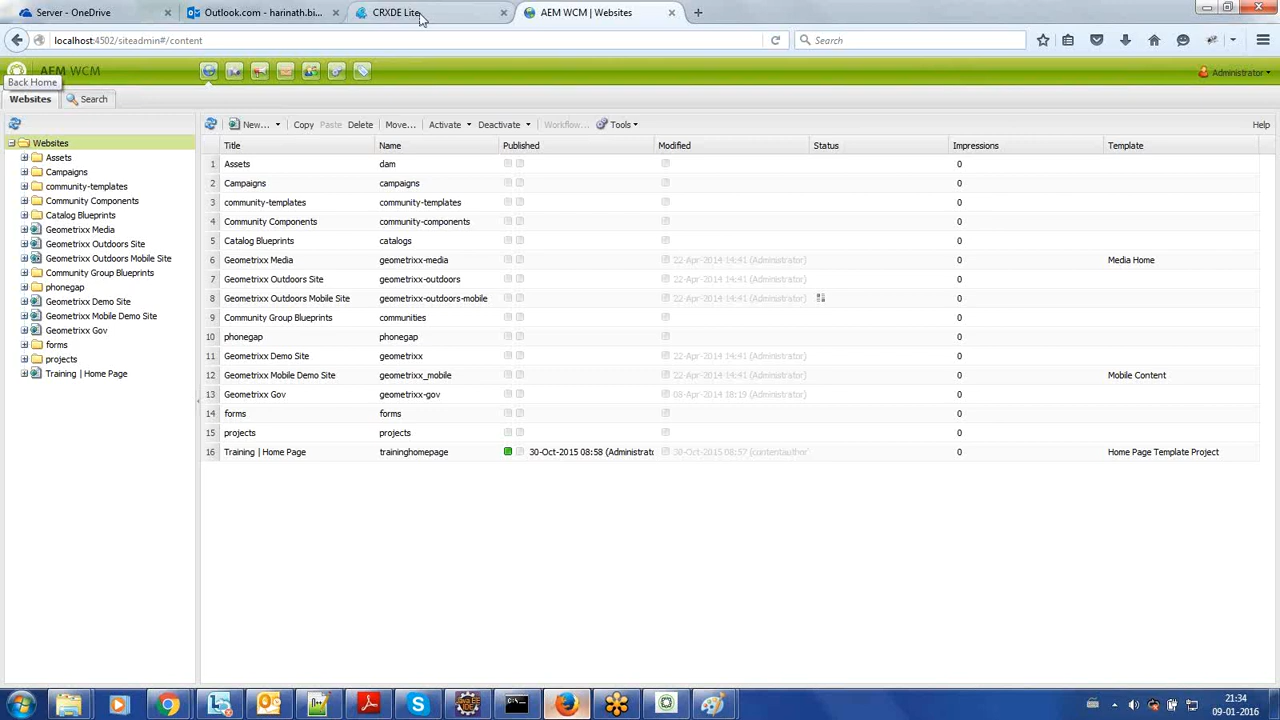 Server - OneDrive
Outlook.com - harinath.bi...
CRXDE Lite
AEM WCM | Websites
localhost:4502/siteadmin#/content
Search
AEM WCM
Administrator
Back Home
Websites
Search
New...
Copy
Paste
Delete
Move...
Activate
Deactivate
Workflow...
Tools
Help
Websites
Assets
Campaigns
community-templates
Community Components
Catalog Blueprints
Geometrixx Media
Geometrixx Outdoors Site
Geometrixx Outdoors Mobile Site
Community Group Blueprints
phonegap
Geometrixx Demo Site
Geometrixx Mobile Demo Site
Geometrixx Gov
forms
projects
Training | Home Page
Title Name Published Modified Status Impressions Template
1 Assets dam 0
2 Campaigns campaigns 0
3 community-templates community-templates 0
4 Community Components community-components 0
5 Catalog Blueprints catalogs 0
6 Geometrixx Media geometrixx-media 22-Apr-2014 14:41 (Administrator) 0 Media Home
7 Geometrixx Outdoors Site geometrixx-outdoors 0
8 Geometrixx Outdoors Mobile Site geometrixx-outdoors-mobile 22-Apr-2014 14:41 (Administrator) 0
9 Community Group Blueprints communities 0
10 phonegap phonegap 0
11 Geometrixx Demo Site geometrixx 22-Apr-2014 14:41 (Administrator) 0
12 Geometrixx Mobile Demo Site geometrixx_mobile 22-Apr-2014 14:41 (Administrator) 0 Mobile Content
13 Geometrixx Gov geometrixx-gov 08-Apr-2014 18:19 (Administrator) 0
14 forms forms 0
15 projects projects 0
16 Training | Home Page traininghomepage 30-Oct-2015 08:58 (Administrato 30-Oct-2015 08:57 (contentauthor) 0 Home Page Template Project
21:34
09-01-2016